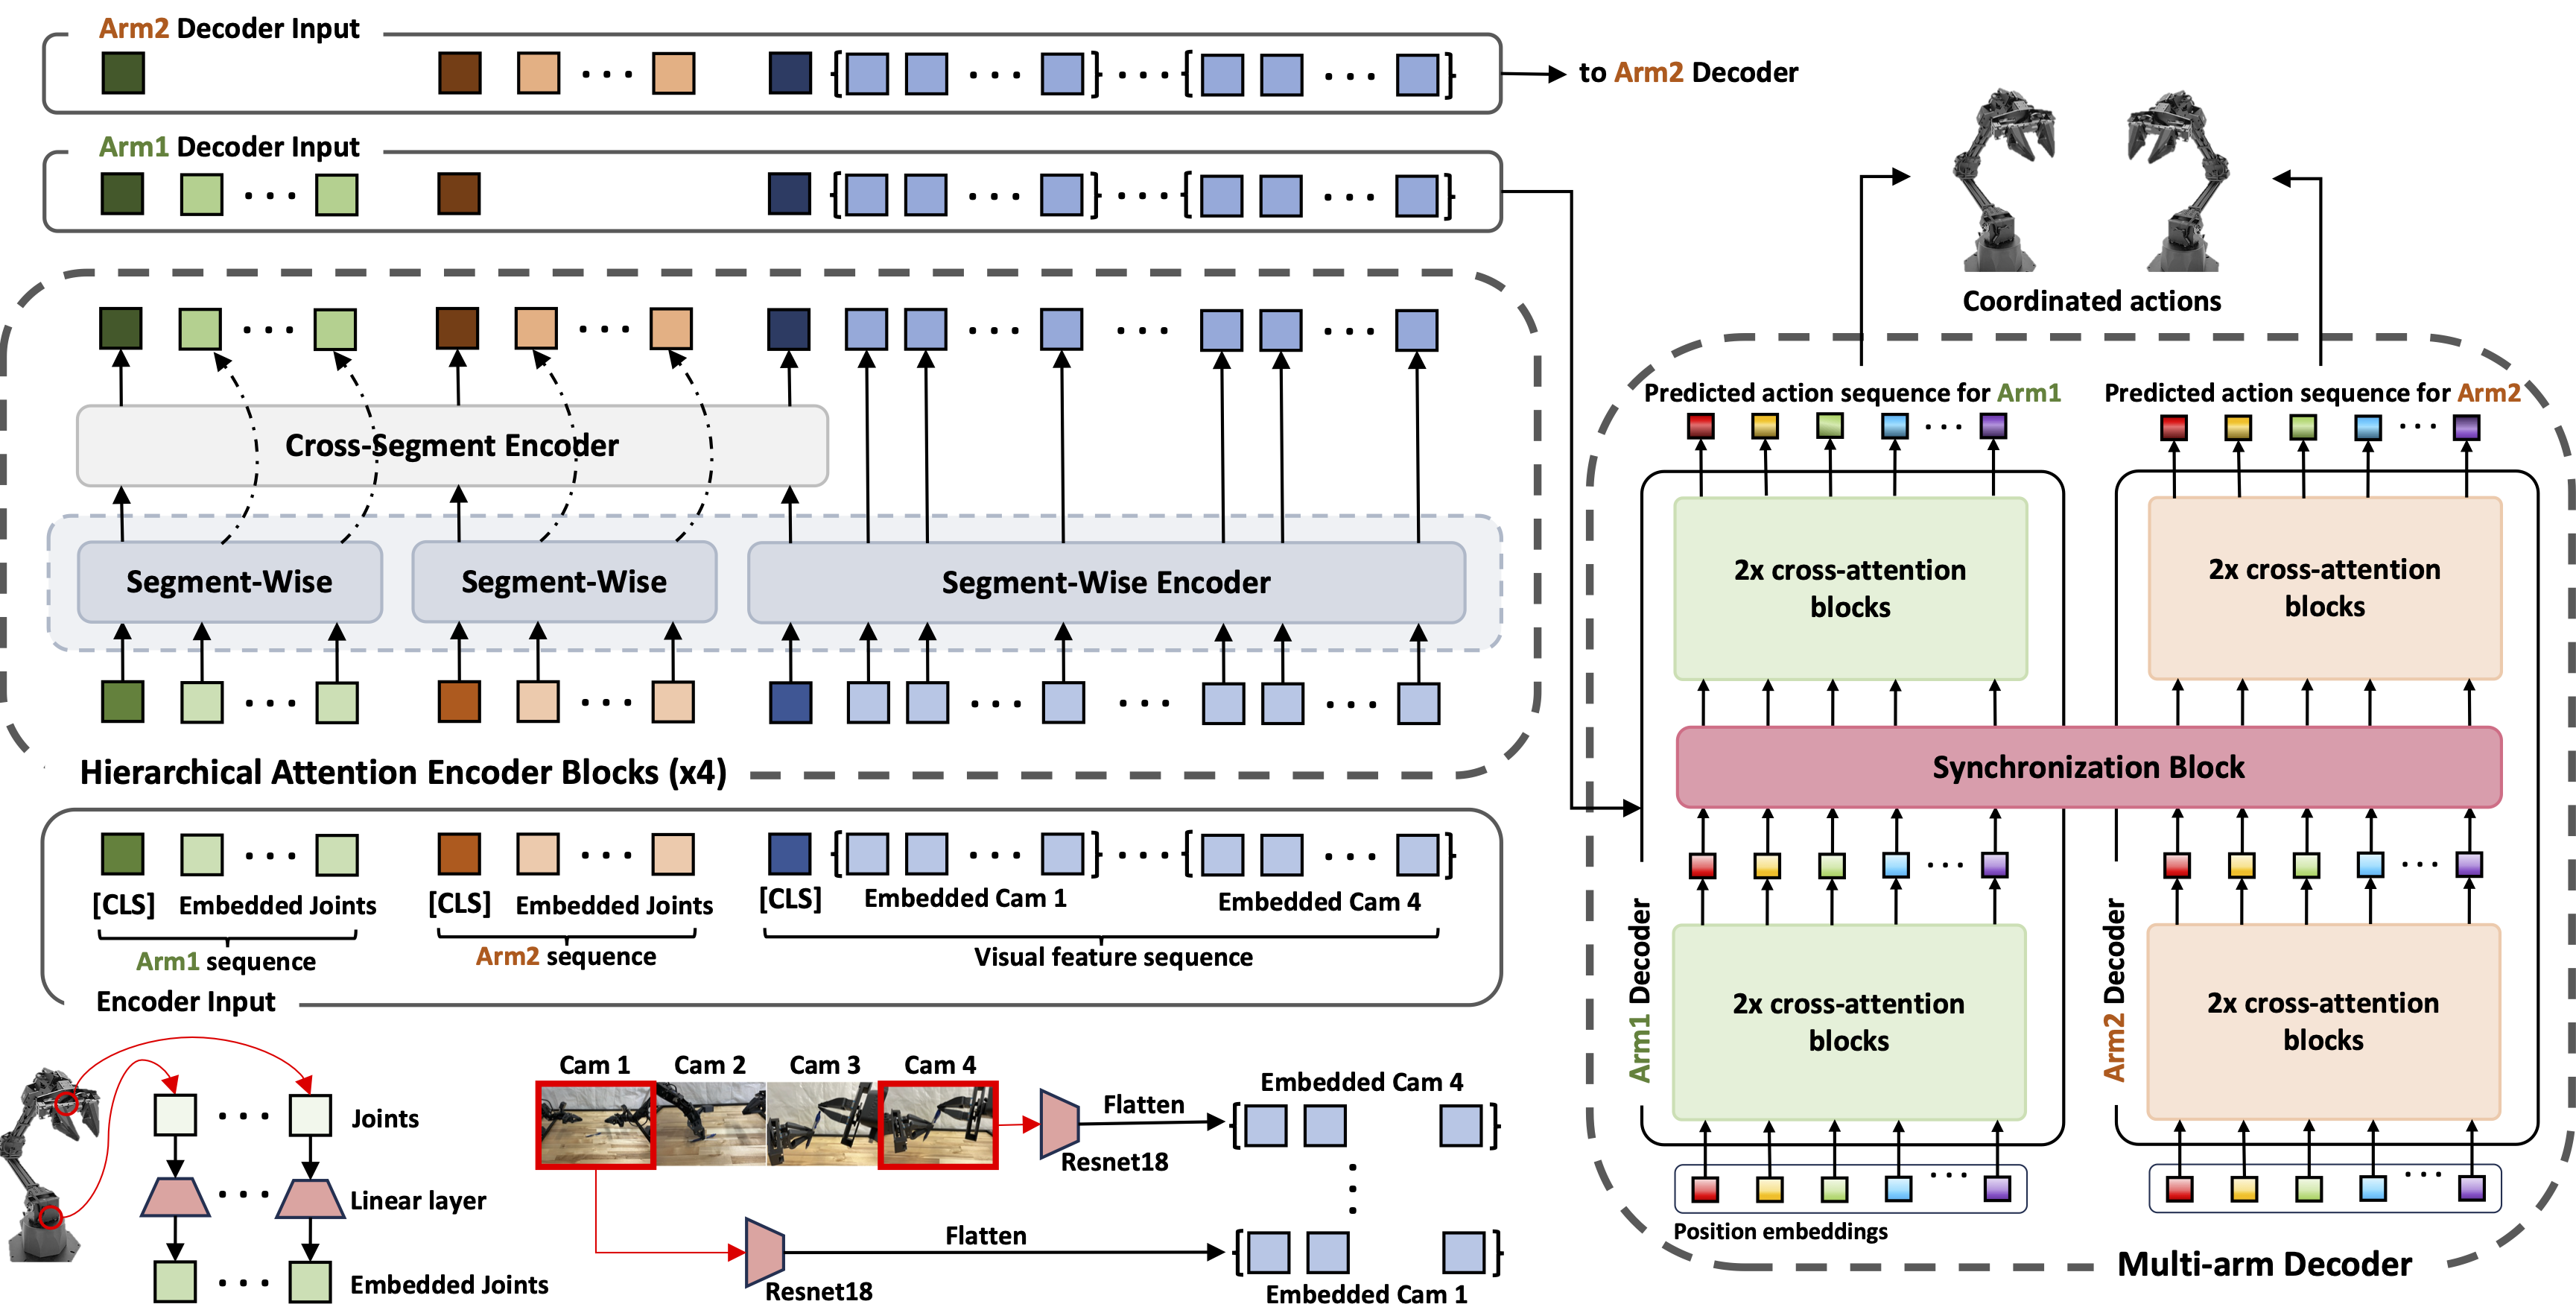 Arm2 Decoder Input
to Arm2 Decoder
Arm1 Decoder Input
Coordinated actions
Cross-Segment Encoder
Segment-Wise
Segment-Wise
Segment-Wise Encoder
Hierarchical Attention Encoder Blocks (x4)
[CLS]
Embedded Joints
[CLS]
Embedded Joints
[CLS]
Embedded Cam 1
Embedded Cam 4
Arm1 sequence
Arm2 sequence
Visual feature sequence
Encoder Input
Joints
Linear layer
Embedded Joints
Cam 1
Cam 2
Cam 3
Cam 4
Resnet18
Flatten
Embedded Cam 4
Resnet18
Flatten
Embedded Cam 1
Predicted action sequence for Arm1
Predicted action sequence for Arm2
2x cross-attention
blocks
2x cross-attention
blocks
Synchronization Block
Arm1 Decoder
2x cross-attention
blocks
Arm2 Decoder
2x cross-attention
blocks
Position embeddings
Multi-arm Decoder